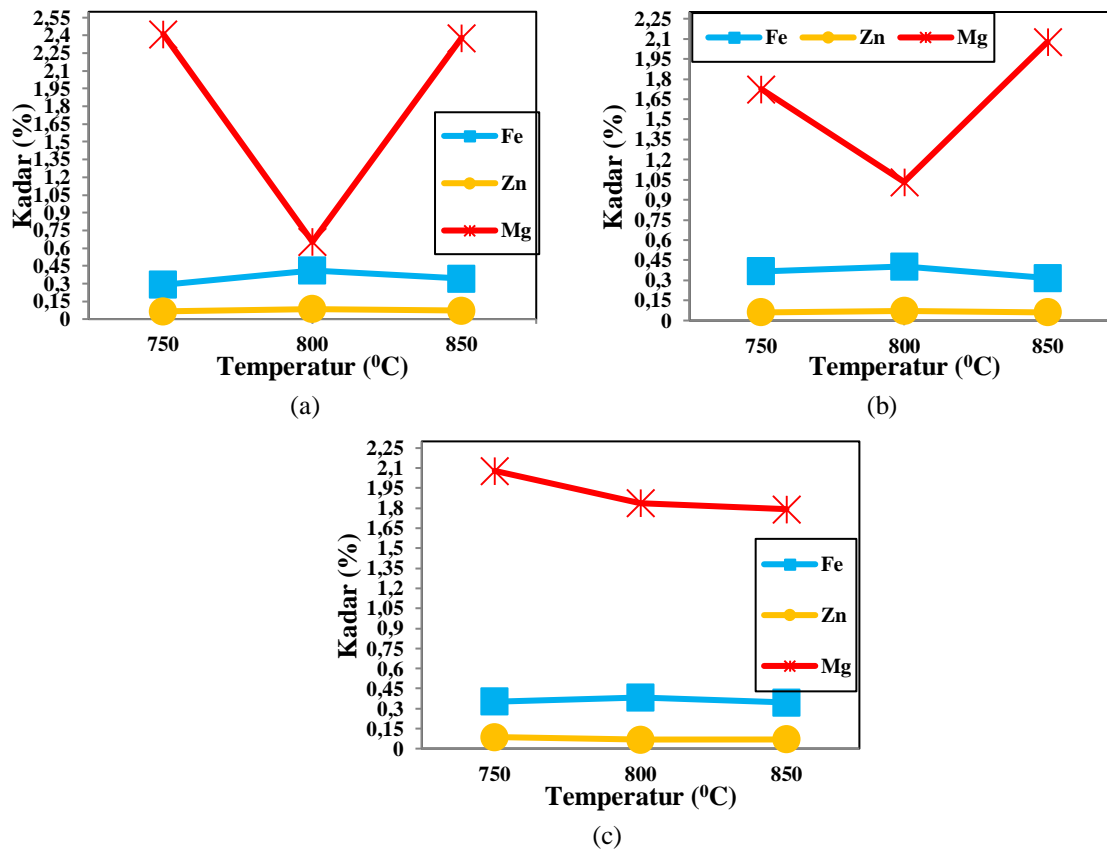 2,55
2,4
2,25
2,1
1,95
1,8
1,65
1,5
1,35
1,2
1,05
0,9
0,75
0,6
0,45
0,3
0,15
0
Kadar (%)
Fe
Zn
Mg
750 800 850
Temperatur (⁰C)
(a)
2,25
2,1
1,95
1,8
1,65
1,5
1,35
1,2
1,05
0,9
0,75
0,6
0,45
0,3
0,15
0
Kadar (%)
Fe Zn Mg
750 800 850
Temperatur (⁰C)
(b)
2,25
2,1
1,95
1,8
1,65
1,5
1,35
1,2
1,05
0,9
0,75
0,6
0,45
0,3
0,15
0
Kadar (%)
Fe
Zn
Mg
750 800 850
Temperatur (⁰C)
(c)